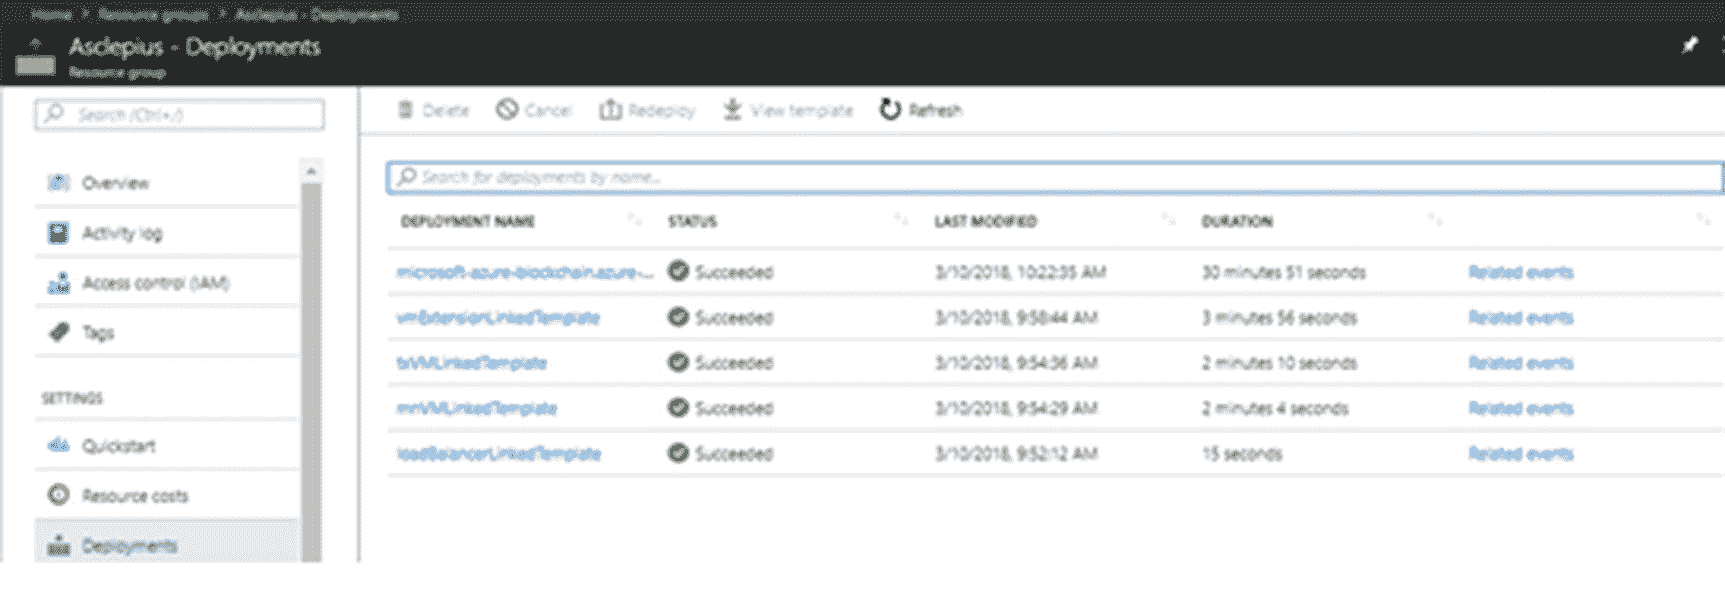 Home > Resource groups > Asclepius - Deployments
Asclepius - Deployments
Resource group
Search (Ctrl+/)
Overview
Activity log
Access control (IAM)
Tags
SETTINGS
Quickstart
Resource costs
Deployments
Delete Cancel Redeploy View template Refresh
Search for deployments by name...
DEPLOYMENT NAME STATUS LAST MODIFIED DURATION
microsoft-azure-blockchain.azure-... Succeeded 3/10/2018, 10:22:35 AM 30 minutes 51 seconds Related events
vmExtensionLinkedTemplate Succeeded 3/10/2018, 9:58:44 AM 3 minutes 56 seconds Related events
txVMLinkedTemplate Succeeded 3/10/2018, 9:54:36 AM 2 minutes 10 seconds Related events
mnVMLinkedTemplate Succeeded 3/10/2018, 9:54:29 AM 2 minutes 4 seconds Related events
loadBalancerLinkedTemplate Succeeded 3/10/2018, 9:52:12 AM 15 seconds Related events